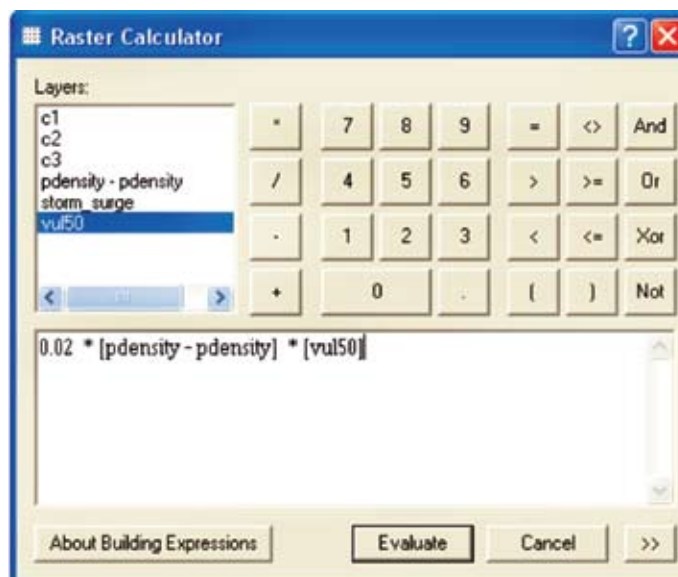 Raster Calculator
Layers:
c1
c2
c3
pdensity - pdensity
storm_surge
vul50
* 7 8 9 = <> And
/ 4 5 6 > >= Or
- 1 2 3 < <= Xor
+ 0 . ( ) Not
0.02 * [pdensity - pdensity] * [vul50]
About Building Expressions
Evaluate
Cancel
>>